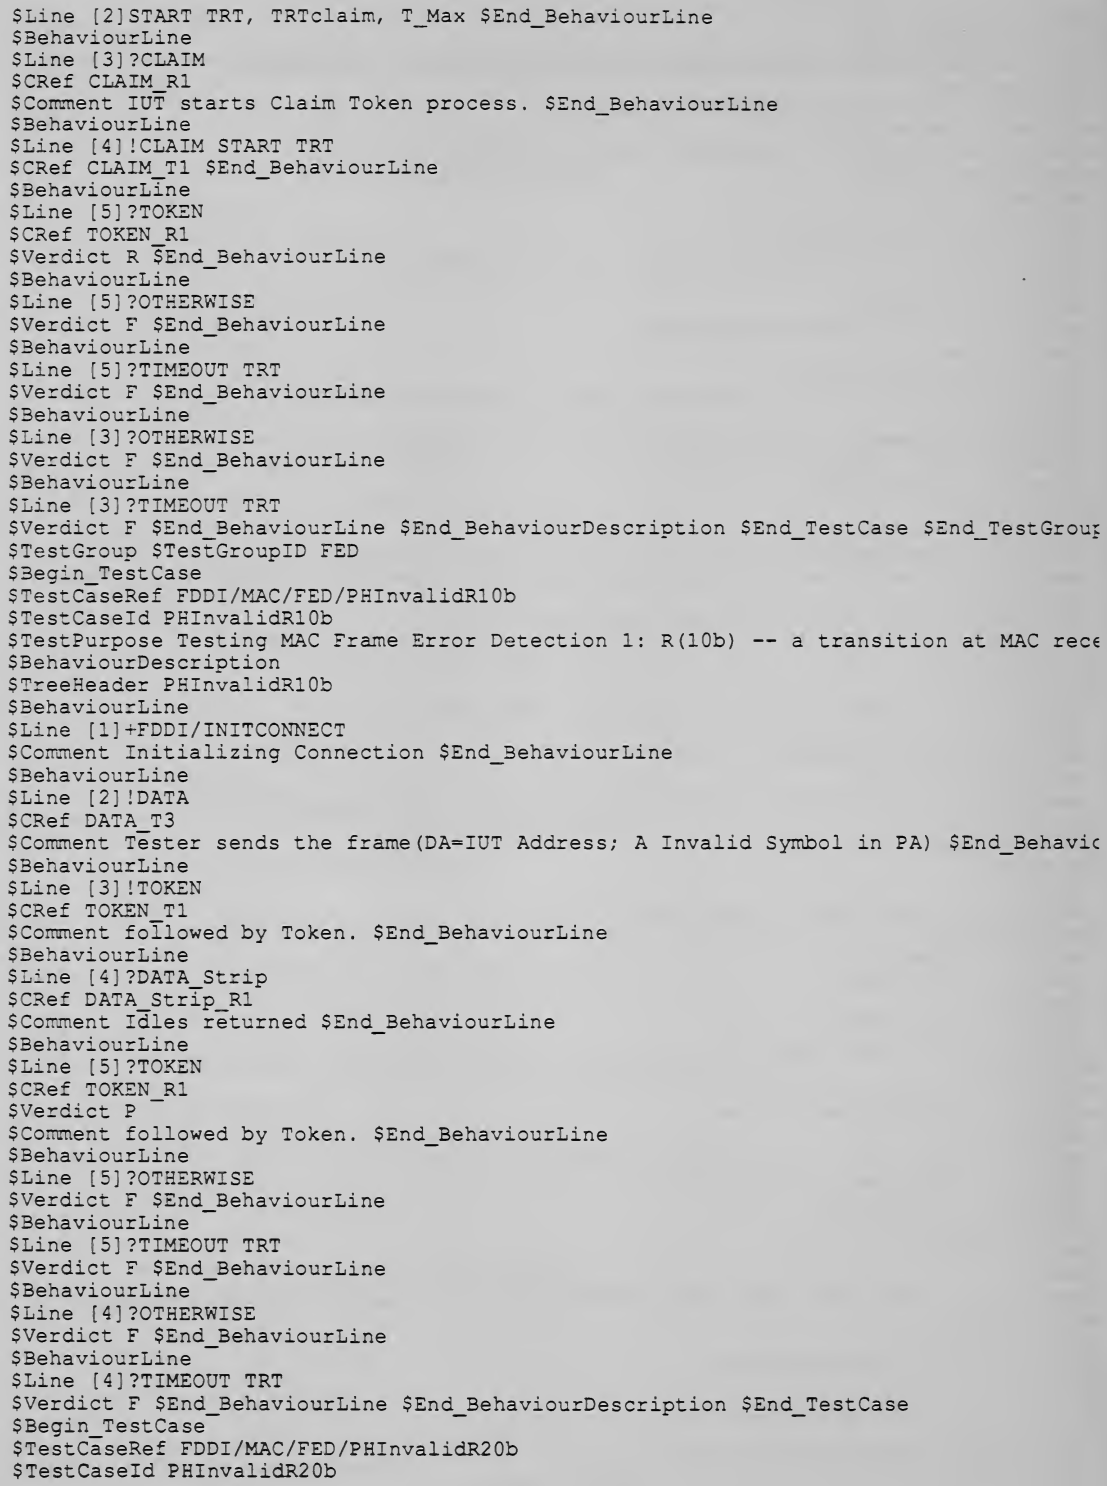 $Line [2]START TRT, TRTclaim, T_Max $End_BehaviourLine
$BehaviourLine
$Line [3]?CLAIM
$CRef CLAIM_R1
$Comment IUT starts Claim Token process. $End_BehaviourLine
$BehaviourLine
$Line [4]!CLAIM START TRT
$CRef CLAIM_T1 $End_BehaviourLine
$BehaviourLine
$Line [5]?TOKEN
$CRef TOKEN_R1
$Verdict R $End_BehaviourLine
$BehaviourLine
$Line [5]?OTHERWISE
$Verdict F $End_BehaviourLine
$BehaviourLine
$Line [5]?TIMEOUT TRT
$Verdict F $End_BehaviourLine
$BehaviourLine
$Line [3]?OTHERWISE
$Verdict F $End_BehaviourLine
$BehaviourLine
$Line [3]?TIMEOUT TRT
$Verdict F $End_BehaviourLine $End_BehaviourDescription $End_TestCase $End_TestGroup
$TestGroup $TestGroupID FED
$Begin_TestCase
$TestCaseRef FDDI/MAC/FED/PHInvalidR10b
$TestCaseId PHInvalidR10b
$TestPurpose Testing MAC Frame Error Detection 1: R(10b) -- a transition at MAC rece
$BehaviourDescription
$TreeHeader PHInvalidR10b
$BehaviourLine
$Line [1]+FDDI/INITCONNECT
$Comment Initializing Connection $End_BehaviourLine
$BehaviourLine
$Line [2]!DATA
$CRef DATA_T3
$Comment Tester sends the frame(DA=IUT Address; A Invalid Symbol in PA) $End_Behavio
$BehaviourLine
$Line [3]!TOKEN
$CRef TOKEN_T1
$Comment followed by Token. $End_BehaviourLine
$BehaviourLine
$Line [4]?DATA_Strip
$CRef DATA_Strip_R1
$Comment Idles returned $End_BehaviourLine
$BehaviourLine
$Line [5]?TOKEN
$CRef TOKEN_R1
$Verdict P
$Comment followed by Token. $End_BehaviourLine
$BehaviourLine
$Line [5]?OTHERWISE
$Verdict F $End_BehaviourLine
$BehaviourLine
$Line [5]?TIMEOUT TRT
$Verdict F $End_BehaviourLine
$BehaviourLine
$Line [4]?OTHERWISE
$Verdict F $End_BehaviourLine
$BehaviourLine
$Line [4]?TIMEOUT TRT
$Verdict F $End_BehaviourLine $End_BehaviourDescription $End_TestCase
$Begin_TestCase
$TestCaseRef FDDI/MAC/FED/PHInvalidR20b
$TestCaseId PHInvalidR20b